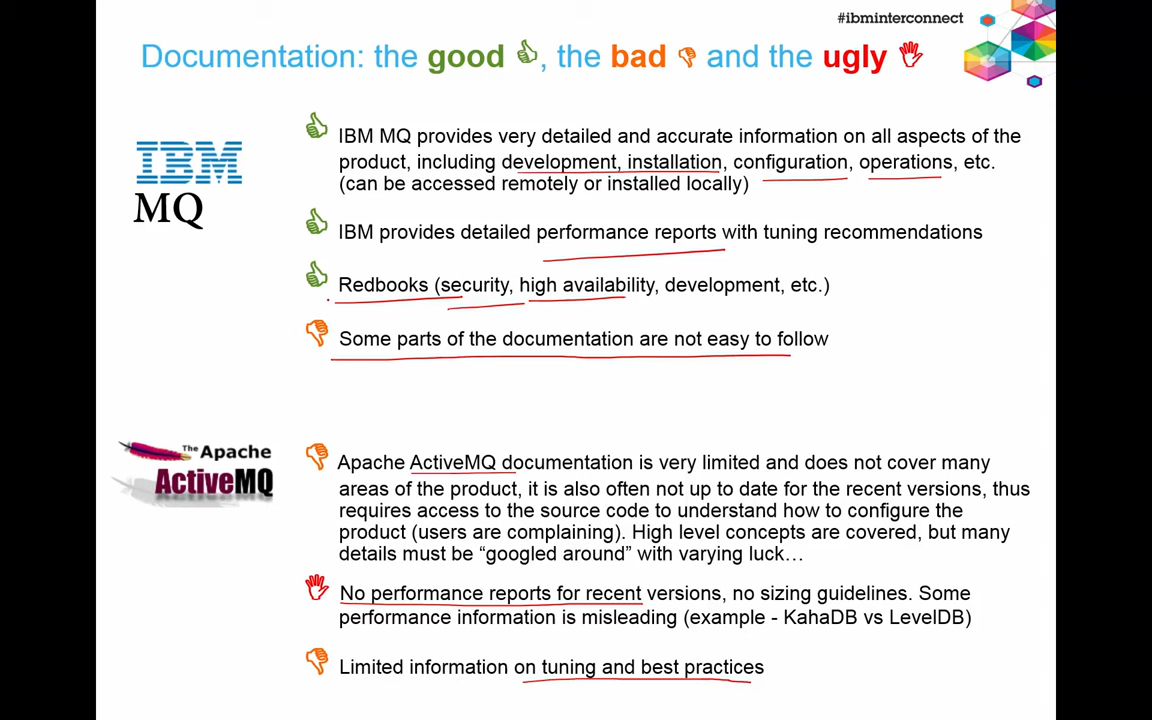 #ibminterconnect
Documentation: the good , the bad and the ugly
IBM
MQ
IBM MQ provides very detailed and accurate information on all aspects of the
product, including development, installation, configuration, operations, etc.
(can be accessed remotely or installed locally)
IBM provides detailed performance reports with tuning recommendations
Redbooks (security, high availability, development, etc.)
Some parts of the documentation are not easy to follow
The Apache
ActiveMQ
Apache ActiveMQ documentation is very limited and does not cover many
areas of the product, it is also often not up to date for the recent versions, thus
requires access to the source code to understand how to configure the
product (users are complaining). High level concepts are covered, but many
details must be “googled around” with varying luck…
No performance reports for recent versions, no sizing guidelines. Some
performance information is misleading (example - KahaDB vs LevelDB)
Limited information on tuning and best practices